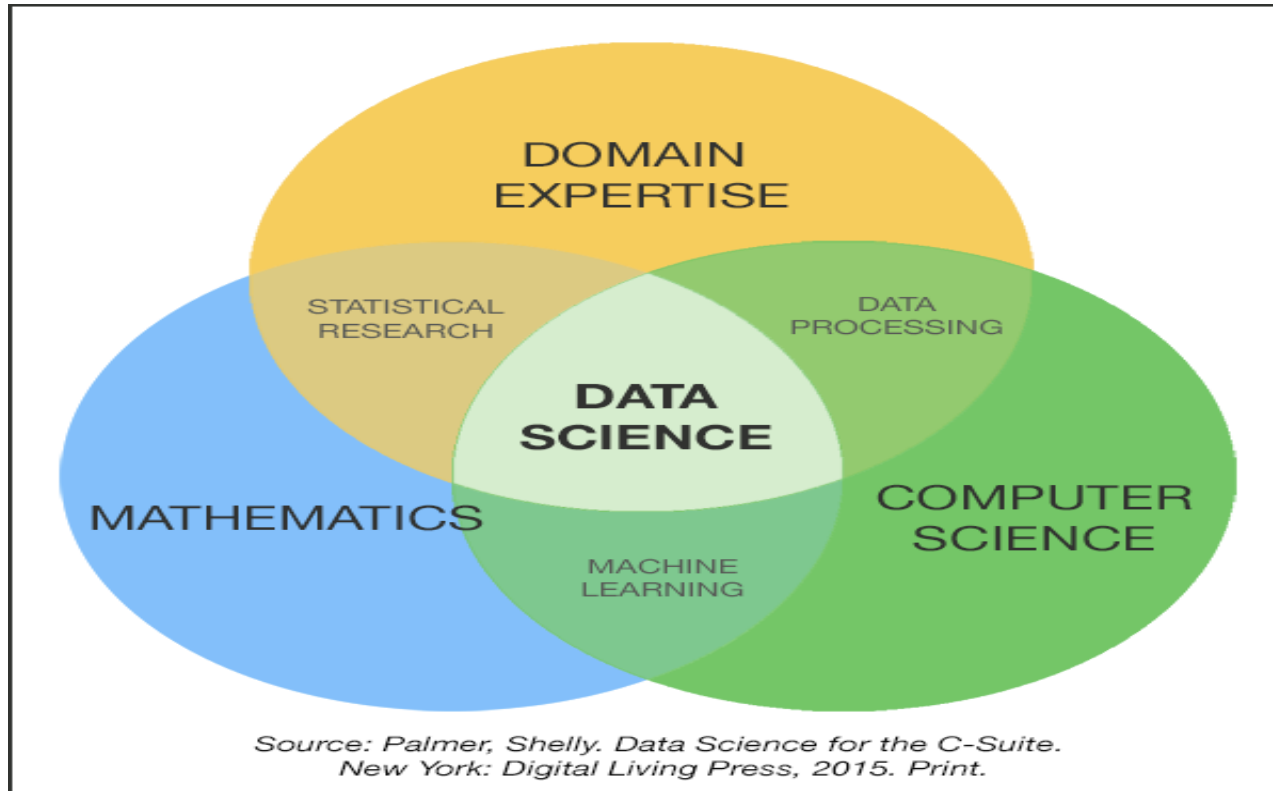 DOMAIN
EXPERTISE
STATISTICAL
RESEARCH
DATA
PROCESSING
DATA
SCIENCE
MATHEMATICS
COMPUTER
SCIENCE
MACHINE
LEARNING
Source: Palmer, Shelly. Data Science for the C-Suite.
New York: Digital Living Press, 2015. Print.